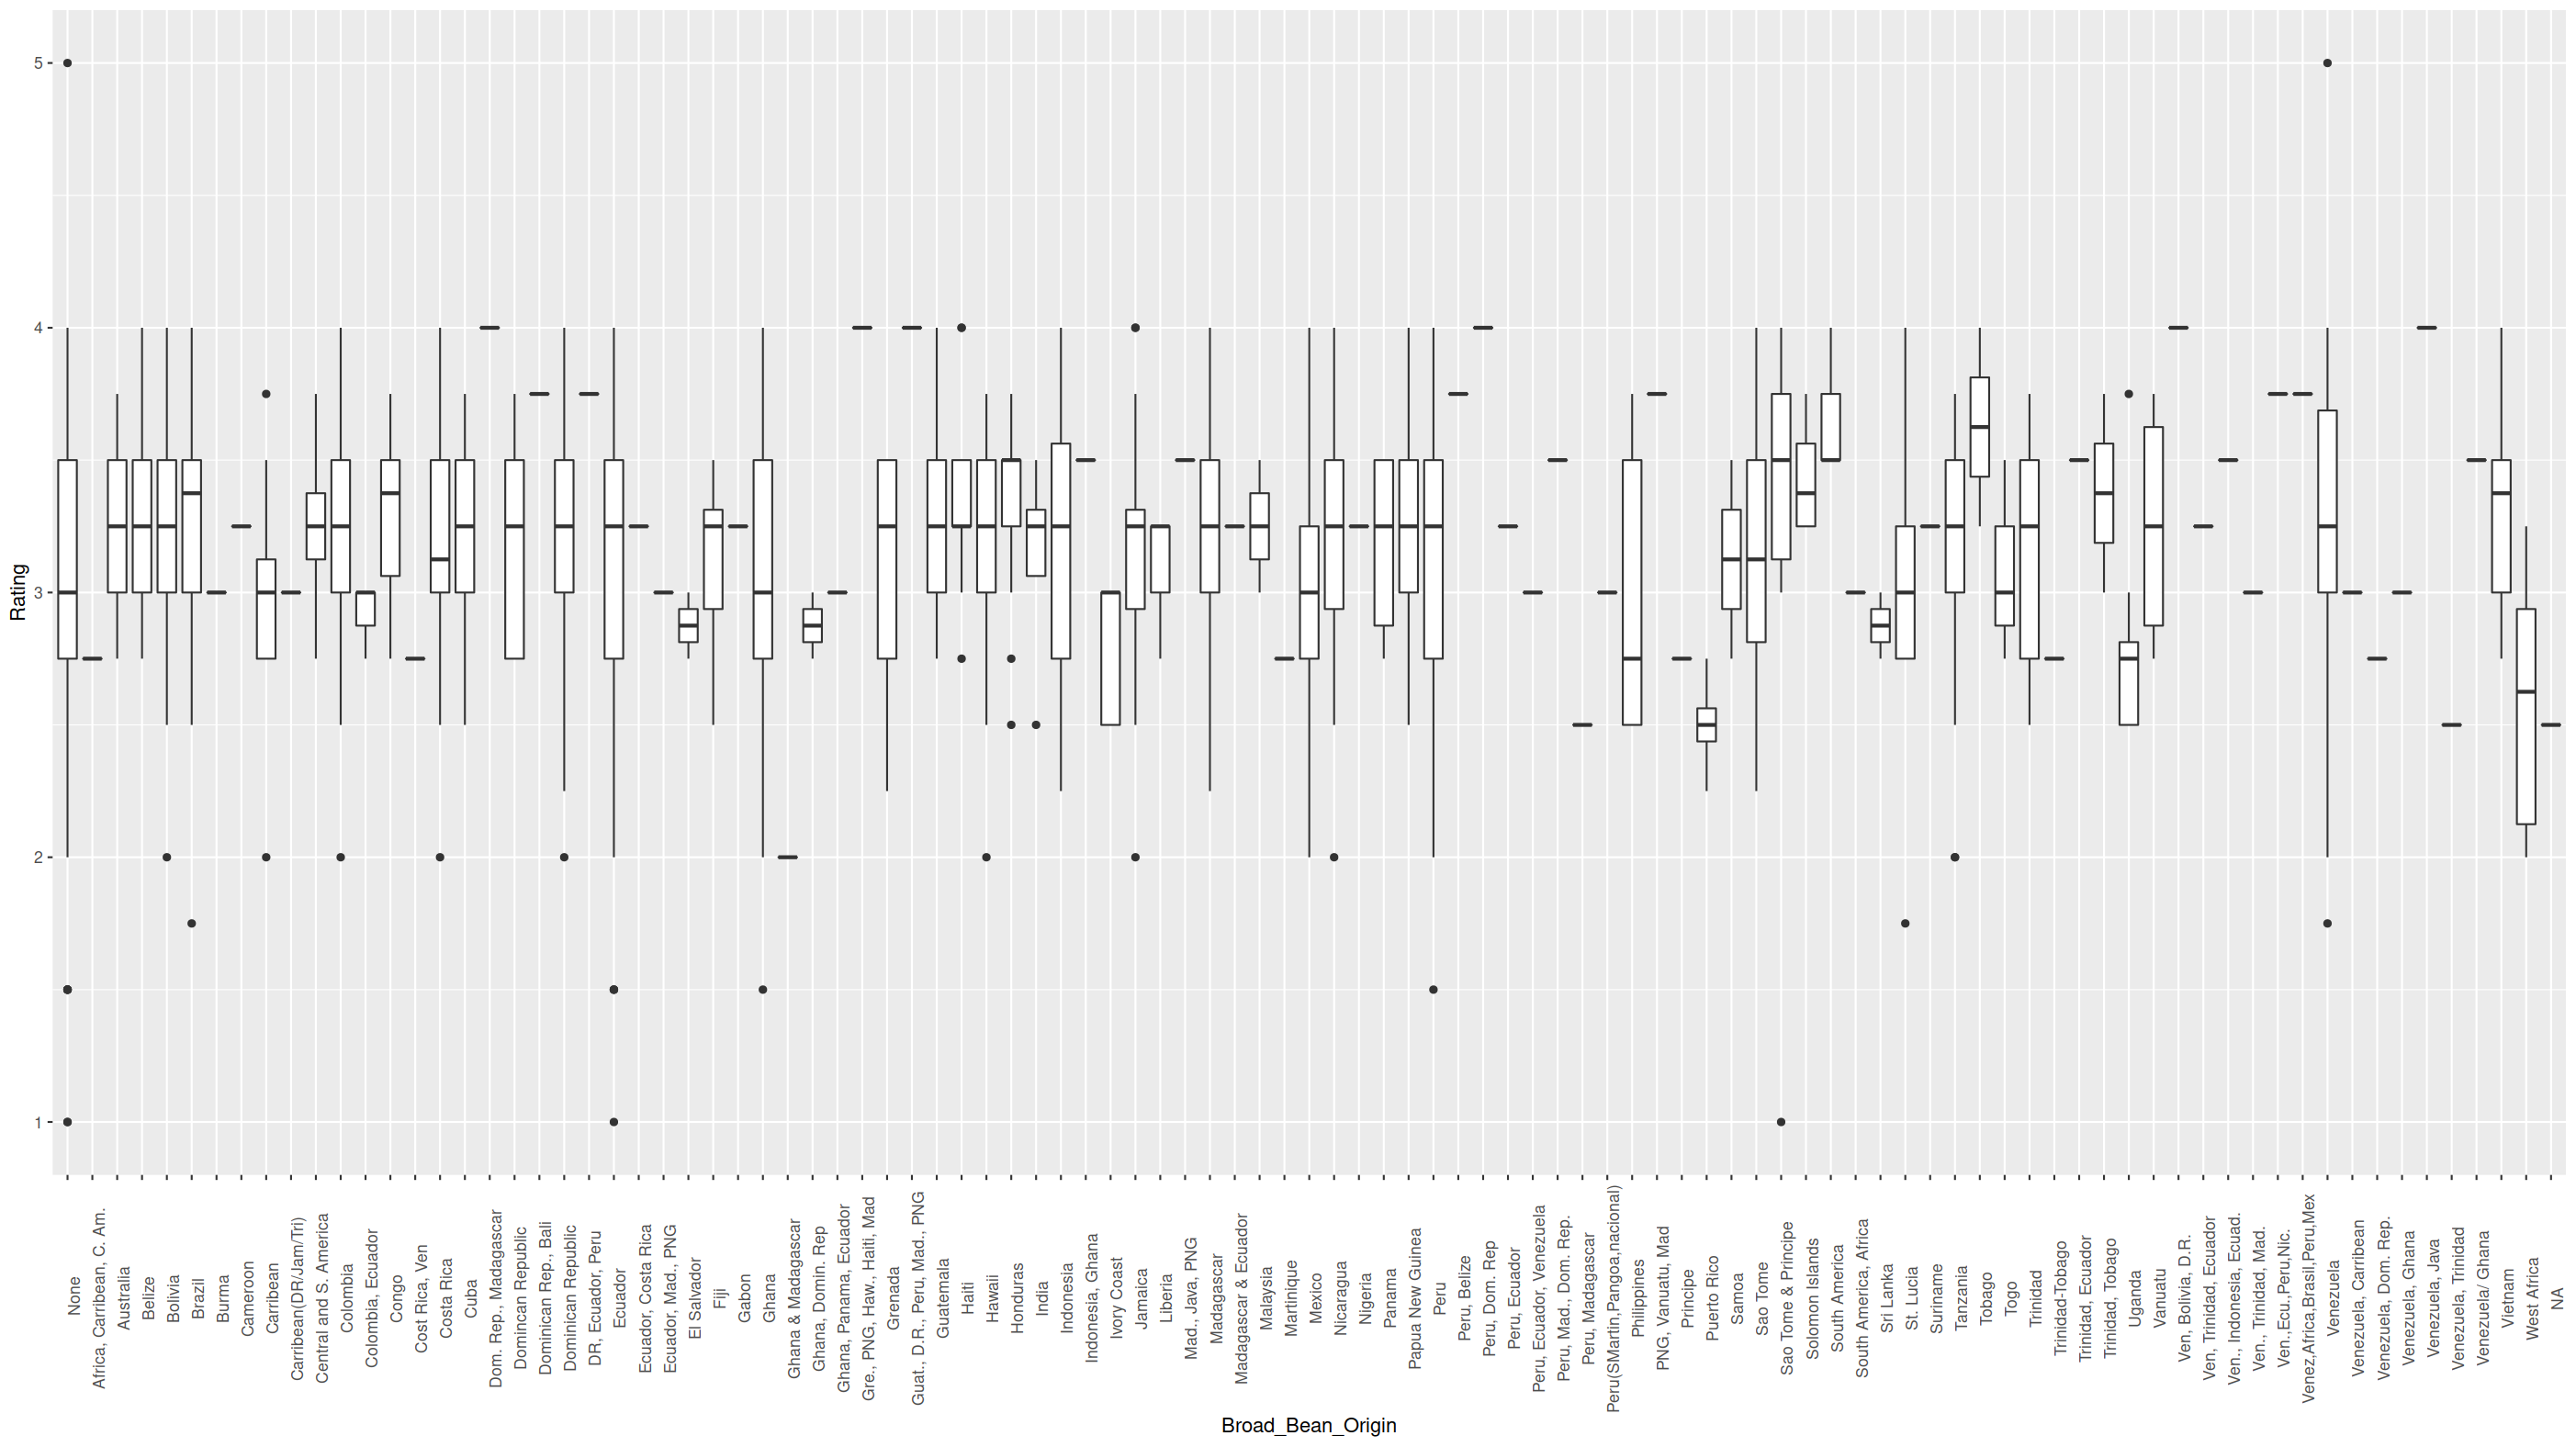 Rating
5
4
3
2
1
None
Africa, Carribean, C. Am.
Australia
Belize
Bolivia
Brazil
Burma
Cameroon
Carribean
Carribean(DR/Jam/Tri)
Central and S. America
Colombia
Colombia, Ecuador
Congo
Cost Rica, Ven
Costa Rica
Cuba
Dom. Rep., Madagascar
Domincan Republic
Dominican Rep., Bali
Dominican Republic
DR, Ecuador, Peru
Ecuador
Ecuador, Costa Rica
Ecuador, Mad., PNG
El Salvador
Fiji
Gabon
Ghana
Ghana & Madagascar
Ghana, Domin. Rep
Ghana, Panama, Ecuador
Gre., PNG, Haw., Haiti, Mad
Grenada
Guat., D.R., Peru, Mad., PNG
Guatemala
Haiti
Hawaii
Honduras
India
Indonesia
Indonesia, Ghana
Ivory Coast
Jamaica
Liberia
Mad., Java, PNG
Madagascar
Madagascar & Ecuador
Malaysia
Martinique
Mexico
Nicaragua
Nigeria
Panama
Papua New Guinea
Peru
Peru, Belize
Peru, Dom. Rep
Peru, Ecuador
Peru, Ecuador, Venezuela
Peru, Mad., Dom. Rep.
Peru, Madagascar
Peru(SMartin,Pangoa,nacional)
Philippines
PNG, Vanuatu, Mad
Principe
Puerto Rico
Samoa
Sao Tome
Sao Tome & Principe
Solomon Islands
South America
South America, Africa
Sri Lanka
St. Lucia
Suriname
Tanzania
Tobago
Togo
Trinidad
Trinidad-Tobago
Trinidad, Ecuador
Trinidad, Tobago
Uganda
Vanuatu
Ven, Bolivia, D.R.
Ven, Trinidad, Ecuador
Ven., Indonesia, Ecuad.
Ven., Trinidad, Mad.
Ven.,Ecu.,Peru,Nic.
Venez,Africa,Brasil,Peru,Mex
Venezuela
Venezuela, Carribean
Venezuela, Dom. Rep.
Venezuela, Ghana
Venezuela, Java
Venezuela, Trinidad
Venezuela/ Ghana
Vietnam
West Africa
NA
Broad_Bean_Origin